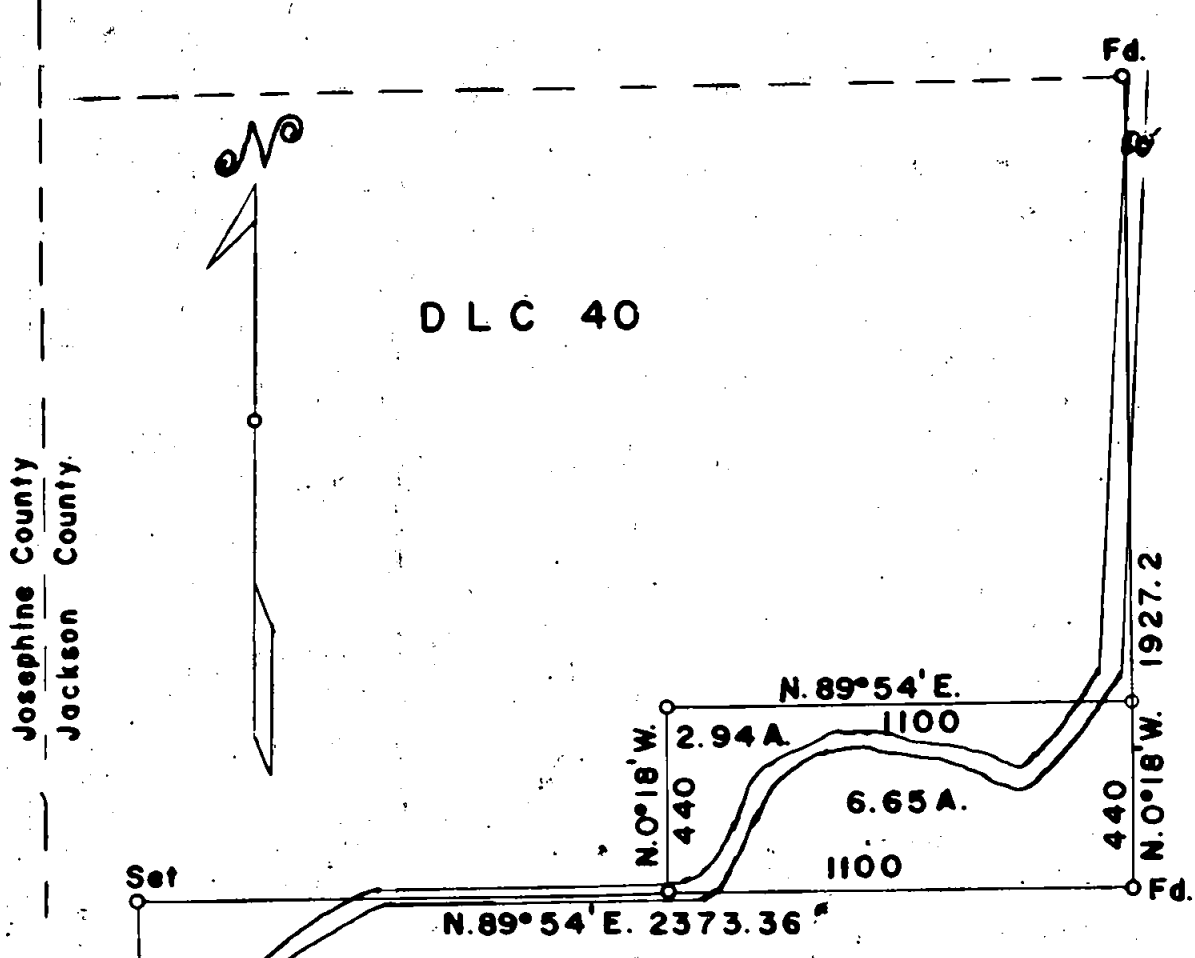 Fd.
N
DLC 40
Josephine County
Jackson County.
1927.2
N. 89°54'E.
1100
2.94 A.
N.0°18'W.
440
6.65 A.
440
N.0°18'W.
1100
Set
Fd.
N.89°54'E. 2373.36